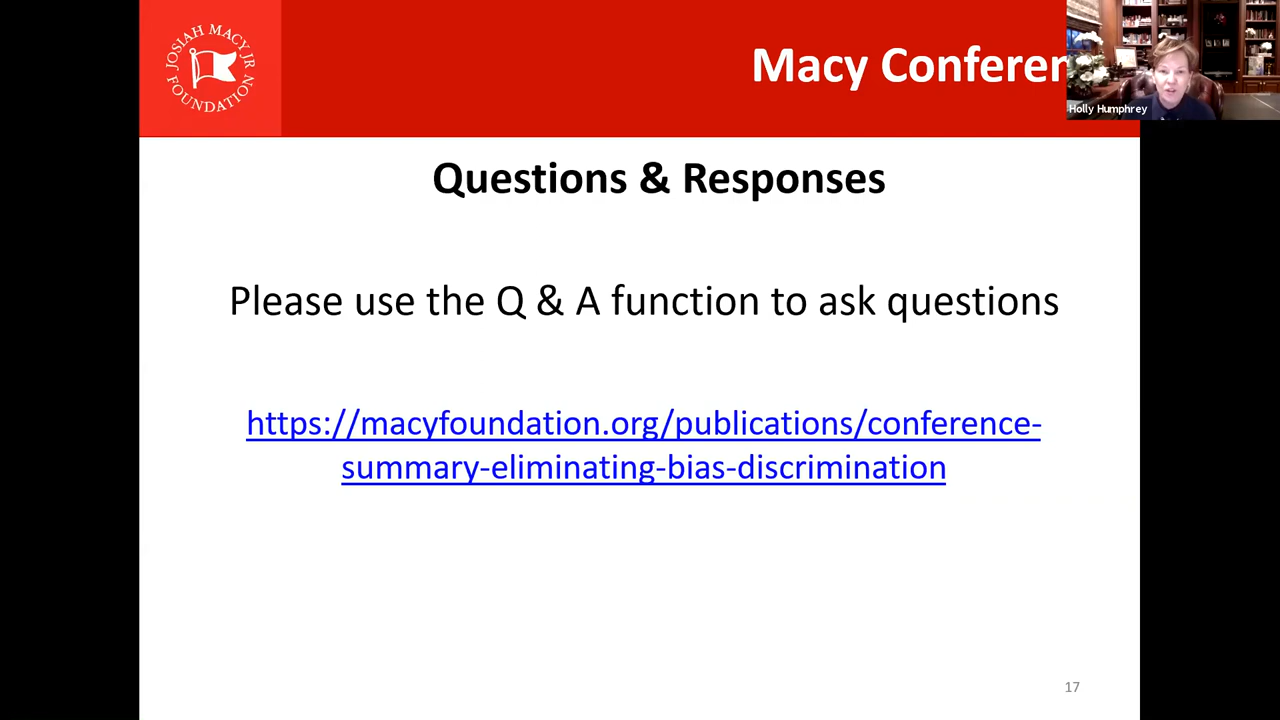 JOSIAH MACY JR
FOUNDATION
Macy Conferen
Holly Humphrey
Questions & Responses
Please use the Q & A function to ask questions
https://macyfoundation.org/publications/conference-
summary-eliminating-bias-discrimination
17